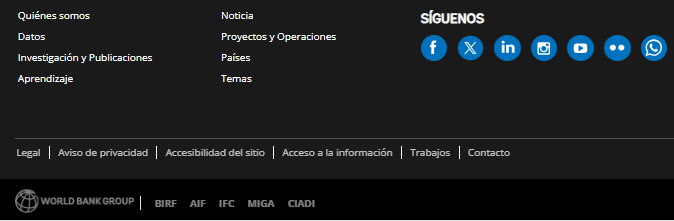 Quiénes somos
Datos
Investigación y Publicaciones
Aprendizaje
Noticia
Proyectos y Operaciones
Países
Temas
SÍGUENOS
Legal | Aviso de privacidad | Accesibilidad del sitio | Acceso a la información | Trabajos | Contacto
WORLD BANK GROUP | BIRF AIF IFC MIGA CIADI